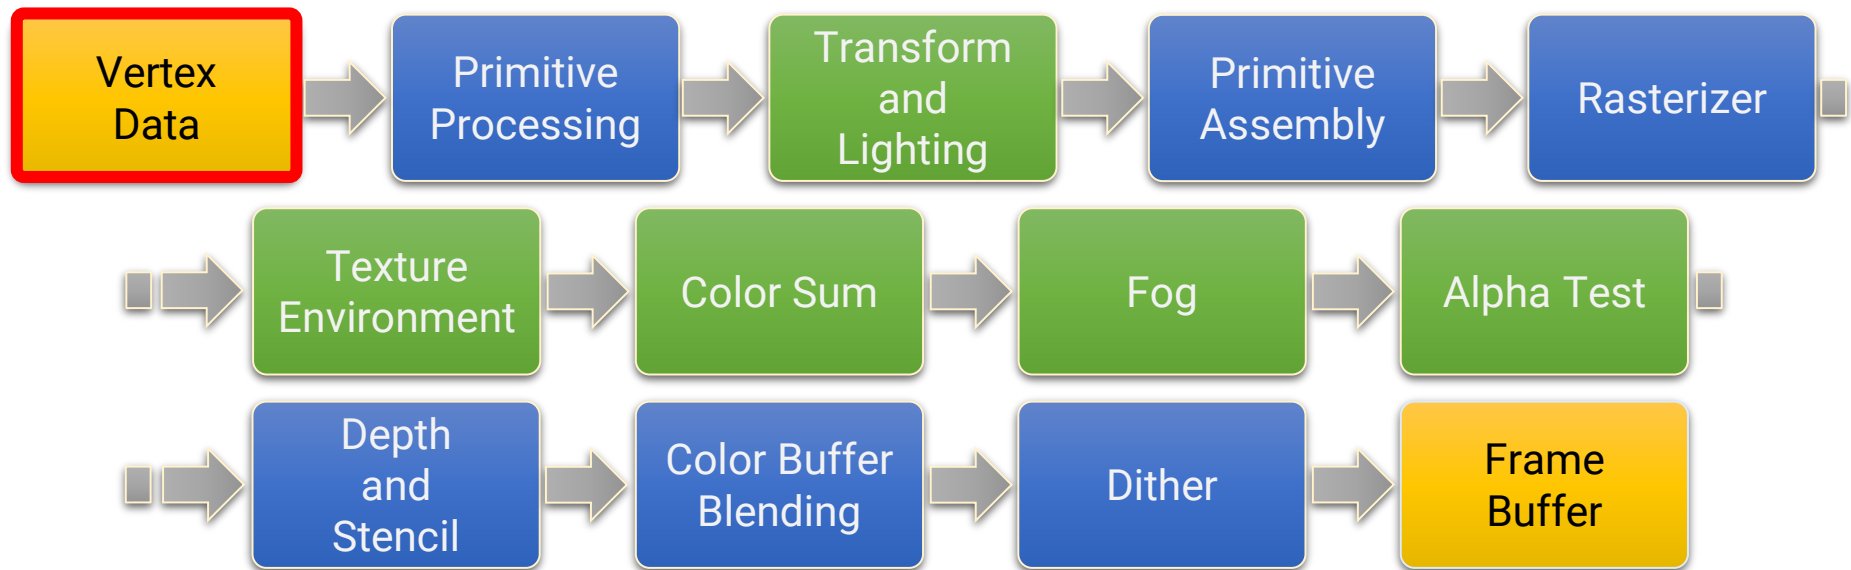 Vertex
Data
Primitive
Processing
Transform
and
Lighting
Primitive
Assembly
Rasterizer
Texture
Environment
Color Sum
Fog
Alpha Test
Depth
and
Stencil
Color Buffer
Blending
Dither
Frame
Buffer